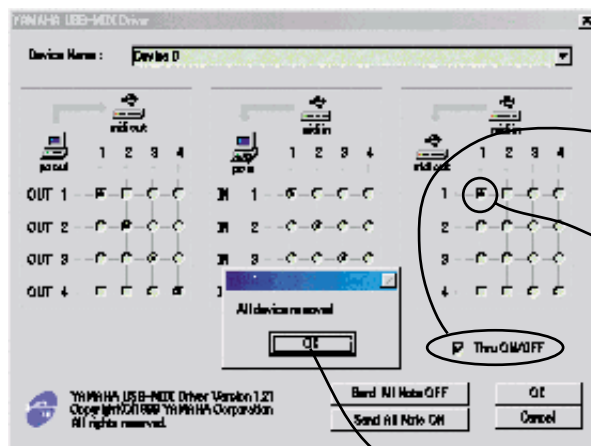 YAMAHA USB-MIDI Driver
Device Name : Device 0
midi out
pc out
1 2 3 4
OUT 1
OUT 2
OUT 3
OUT 4
midi in
pc in
1 2 3 4
IN 1
2
3
midi in
midi out
1 2 3 4
1
2
3
4
All device removed
OK
Thru ON/OFF
YAMAHA USB-MIDI Driver Version 1.21
Copyright(C)1999 YAMAHA Corporation
All rights reserved.
Send All Note OFF
Send All Note ON
OK
Cancel